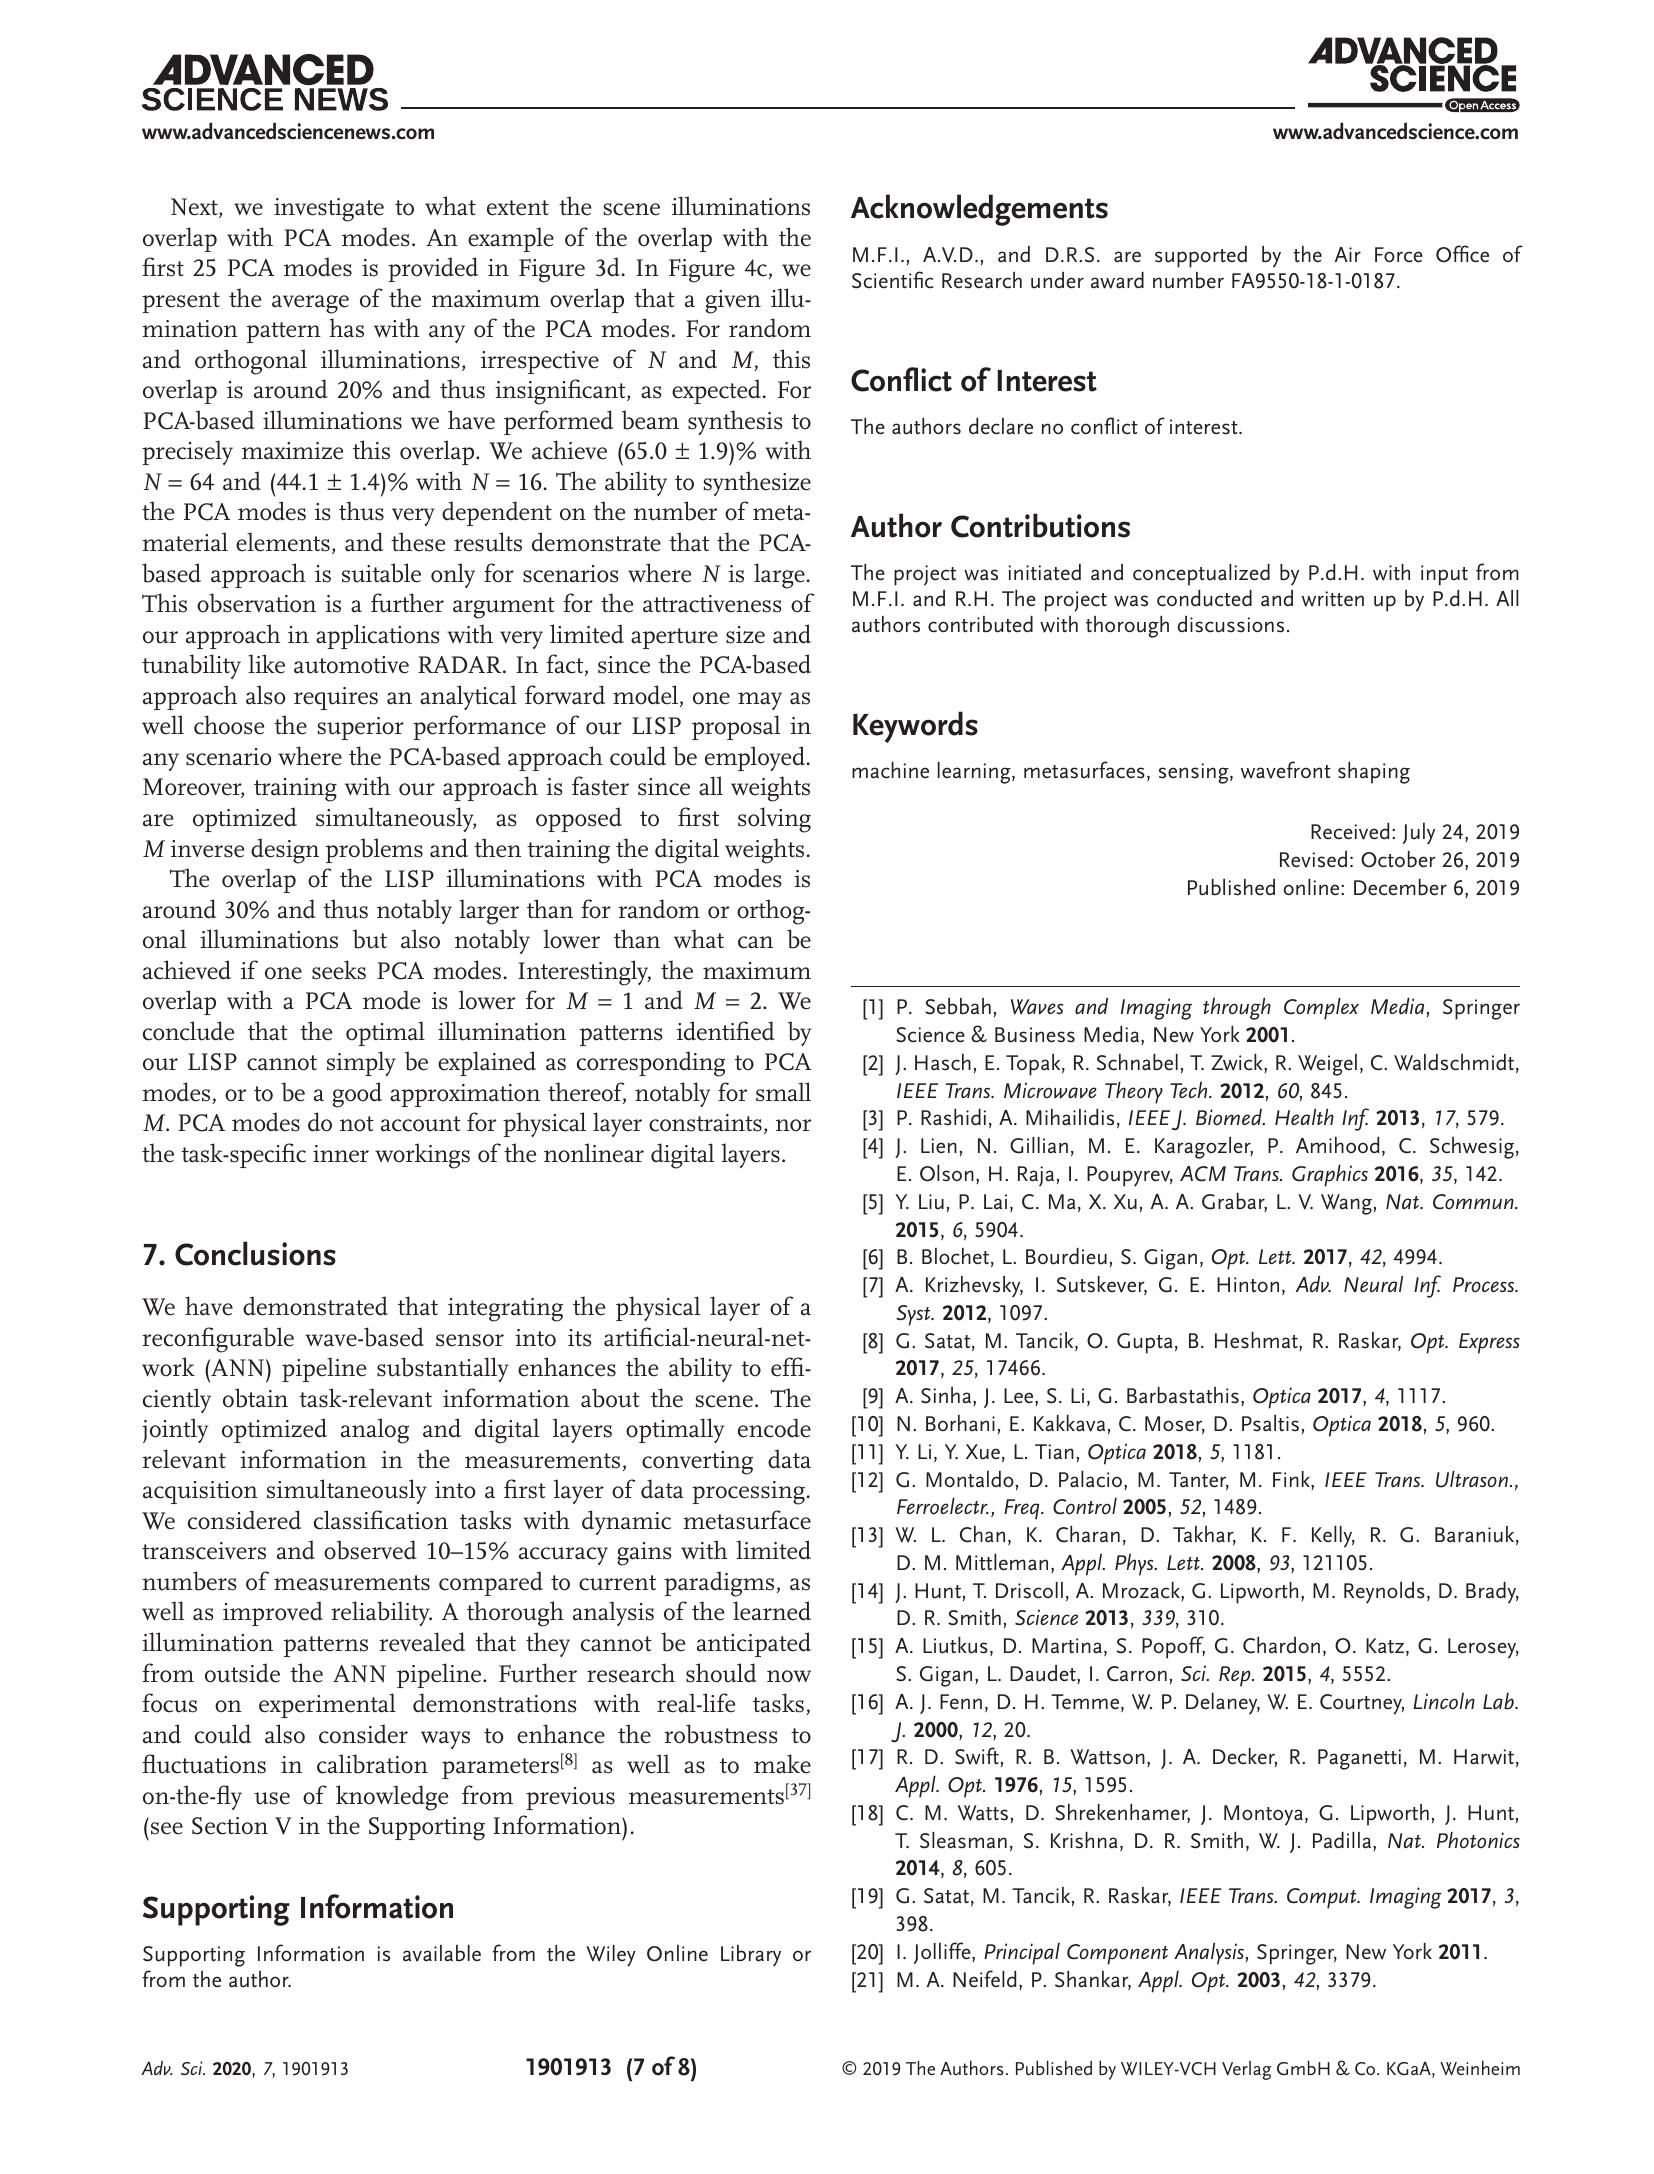 ADVANCED
SCIENCE NEWS
www.advancedsciencenews.com
ADVANCED
SCIENCE
Open Access
www.advancedscience.com
Next, we investigate to what extent the scene illuminations
overlap with PCA modes. An example of the overlap with the
first 25 PCA modes is provided in Figure 3d. In Figure 4c, we
present the average of the maximum overlap that a given illu-
mination pattern has with any of the PCA modes. For random
and orthogonal illuminations, irrespective of N and M, this
overlap is around 20% and thus insignificant, as expected. For
PCA-based illuminations we have performed beam synthesis to
precisely maximize this overlap. We achieve (65.0 ± 1.9)% with
N = 64 and (44.1 ± 1.4)% with N = 16. The ability to synthesize
the PCA modes is thus very dependent on the number of meta-
material elements, and these results demonstrate that the PCA-
based approach is suitable only for scenarios where N is large.
This observation is a further argument for the attractiveness of
our approach in applications with very limited aperture size and
tunability like automotive RADAR. In fact, since the PCA-based
approach also requires an analytical forward model, one may as
well choose the superior performance of our LISP proposal in
any scenario where the PCA-based approach could be employed.
Moreover, training with our approach is faster since all weights
are optimized simultaneously, as opposed to first solving
M inverse design problems and then training the digital weights.
The overlap of the LISP illuminations with PCA modes is
around 30% and thus notably larger than for random or orthog-
onal illuminations but also notably lower than what can be
achieved if one seeks PCA modes. Interestingly, the maximum
overlap with a PCA mode is lower for M = 1 and M = 2. We
conclude that the optimal illumination patterns identified by
our LISP cannot simply be explained as corresponding to PCA
modes, or to be a good approximation thereof, notably for small
M. PCA modes do not account for physical layer constraints, nor
the task-specific inner workings of the nonlinear digital layers.
7. Conclusions
We have demonstrated that integrating the physical layer of a
reconfigurable wave-based sensor into its artificial-neural-net-
work (ANN) pipeline substantially enhances the ability to effi-
ciently obtain task-relevant information about the scene. The
jointly optimized analog and digital layers optimally encode
relevant information in the measurements, converting data
acquisition simultaneously into a first layer of data processing.
We considered classification tasks with dynamic metasurface
transceivers and observed 10–15% accuracy gains with limited
numbers of measurements compared to current paradigms, as
well as improved reliability. A thorough analysis of the learned
illumination patterns revealed that they cannot be anticipated
from outside the ANN pipeline. Further research should now
focus on experimental demonstrations with real-life tasks,
and could also consider ways to enhance the robustness to
fluctuations in calibration parameters[8] as well as to make
on-the-fly use of knowledge from previous measurements[37]
(see Section V in the Supporting Information).
Supporting Information
Supporting Information is available from the Wiley Online Library or
from the author.
Acknowledgements
M.F.I., A.V.D., and D.R.S. are supported by the Air Force Office of
Scientific Research under award number FA9550-18-1-0187.
Conflict of Interest
The authors declare no conflict of interest.
Author Contributions
The project was initiated and conceptualized by P.d.H. with input from
M.F.I. and R.H. The project was conducted and written up by P.d.H. All
authors contributed with thorough discussions.
Keywords
machine learning, metasurfaces, sensing, wavefront shaping
Received: July 24, 2019
Revised: October 26, 2019
Published online: December 6, 2019
[1] P. Sebbah, Waves and Imaging through Complex Media, Springer
Science & Business Media, New York 2001.
[2] J. Hasch, E. Topak, R. Schnabel, T. Zwick, R. Weigel, C. Waldschmidt,
IEEE Trans. Microwave Theory Tech. 2012, 60, 845.
[3] P. Rashidi, A. Mihailidis, IEEE J. Biomed. Health Inf. 2013, 17, 579.
[4] J. Lien, N. Gillian, M. E. Karagozler, P. Amihood, C. Schwesig,
E. Olson, H. Raja, I. Poupyrev, ACM Trans. Graphics 2016, 35, 142.
[5] Y. Liu, P. Lai, C. Ma, X. Xu, A. A. Grabar, L. V. Wang, Nat. Commun.
2015, 6, 5904.
[6] B. Blochet, L. Bourdieu, S. Gigan, Opt. Lett. 2017, 42, 4994.
[7] A. Krizhevsky, I. Sutskever, G. E. Hinton, Adv. Neural Inf. Process.
Syst. 2012, 1097.
[8] G. Satat, M. Tancik, O. Gupta, B. Heshmat, R. Raskar, Opt. Express
2017, 25, 17466.
[9] A. Sinha, J. Lee, S. Li, G. Barbastathis, Optica 2017, 4, 1117.
[10] N. Borhani, E. Kakkava, C. Moser, D. Psaltis, Optica 2018, 5, 960.
[11] Y. Li, Y. Xue, L. Tian, Optica 2018, 5, 1181.
[12] G. Montaldo, D. Palacio, M. Tanter, M. Fink, IEEE Trans. Ultrason.,
Ferroelectr., Freq. Control 2005, 52, 1489.
[13] W. L. Chan, K. Charan, D. Takhar, K. F. Kelly, R. G. Baraniuk,
D. M. Mittleman, Appl. Phys. Lett. 2008, 93, 121105.
[14] J. Hunt, T. Driscoll, A. Mrozack, G. Lipworth, M. Reynolds, D. Brady,
D. R. Smith, Science 2013, 339, 310.
[15] A. Liutkus, D. Martina, S. Popoff, G. Chardon, O. Katz, G. Lerosey,
S. Gigan, L. Daudet, I. Carron, Sci. Rep. 2015, 4, 5552.
[16] A. J. Fenn, D. H. Temme, W. P. Delaney, W. E. Courtney, Lincoln Lab.
J. 2000, 12, 20.
[17] R. D. Swift, R. B. Wattson, J. A. Decker, R. Paganetti, M. Harwit,
Appl. Opt. 1976, 15, 1595.
[18] C. M. Watts, D. Shrekenhamer, J. Montoya, G. Lipworth, J. Hunt,
T. Sleasman, S. Krishna, D. R. Smith, W. J. Padilla, Nat. Photonics
2014, 8, 605.
[19] G. Satat, M. Tancik, R. Raskar, IEEE Trans. Comput. Imaging 2017, 3,
398.
[20] I. Jolliffe, Principal Component Analysis, Springer, New York 2011.
[21] M. A. Neifeld, P. Shankar, Appl. Opt. 2003, 42, 3379.
Adv. Sci. 2020, 7, 1901913
1901913 (7 of 8)
© 2019 The Authors. Published by WILEY-VCH Verlag GmbH & Co. KGaA, Weinheim